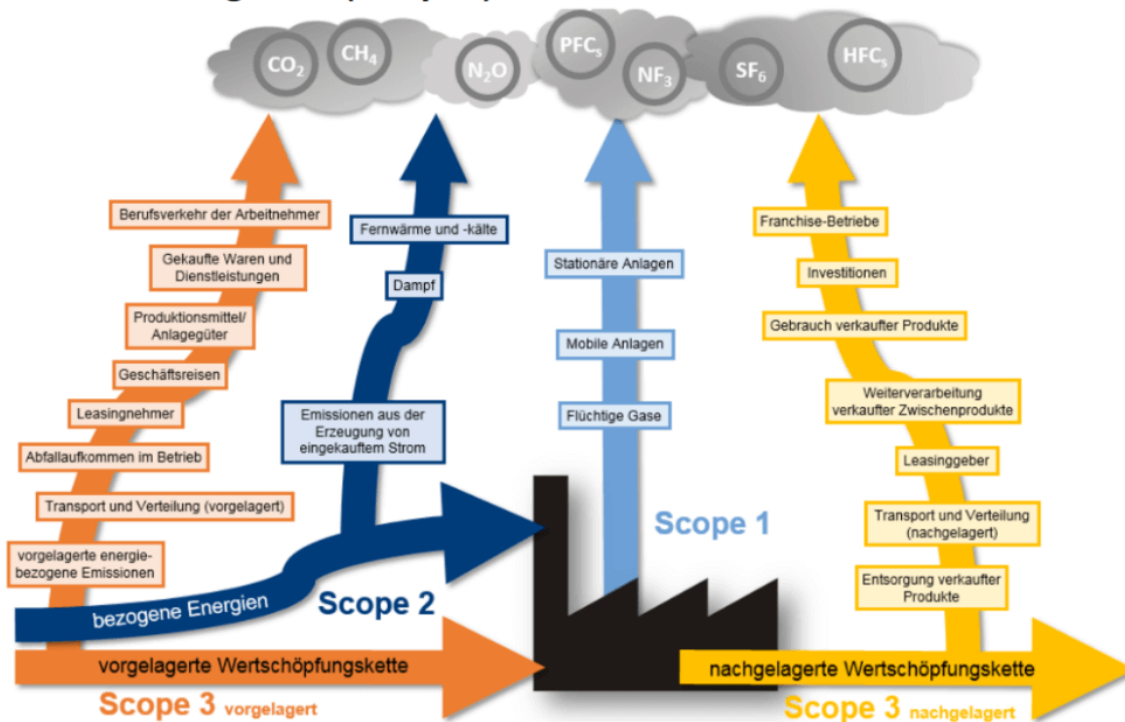 CO2
CH4
N2O
PFCs
NF3
SF6
HFCs
Berufsverkehr der Arbeitnehmer
Gekaufte Waren und
Dienstleistungen
Produktionsmittel/
Anlagegüter
Geschäftsreisen
Leasingnehmer
Abfallaufkommen im Betrieb
Transport und Verteilung (vorgelagert)
vorgelagerte energie-
bezogene Emissionen
Fernwärme und -kälte
Dampf
Emissionen aus der
Erzeugung von
eingekauftem Strom
bezogene Energien
Scope 2
Stationäre Anlagen
Mobile Anlagen
Flüchtige Gase
Scope 1
Franchise-Betriebe
Investitionen
Gebrauch verkaufter Produkte
Weiterverarbeitung
verkaufter Zwischenprodukte
Leasinggeber
Transport und Verteilung
(nachgelagert)
Entsorgung verkaufter
Produkte
vorgelagerte Wertschöpfungskette
Scope 3 vorgelagert
nachgelagerte Wertschöpfungskette
Scope 3 nachgelagert